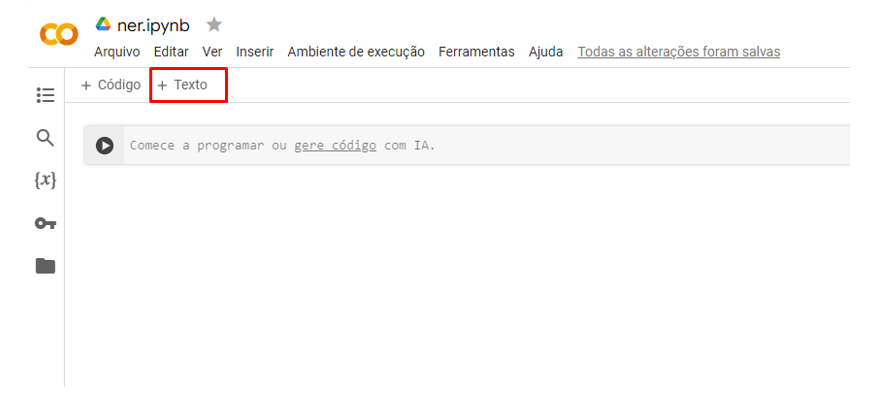 ner.ipynb
Arquivo Editar Ver Inserir Ambiente de execução Ferramentas Ajuda Todas as alterações foram salvas
+ Código + Texto
Comece a programar ou gere código com IA.
{x}